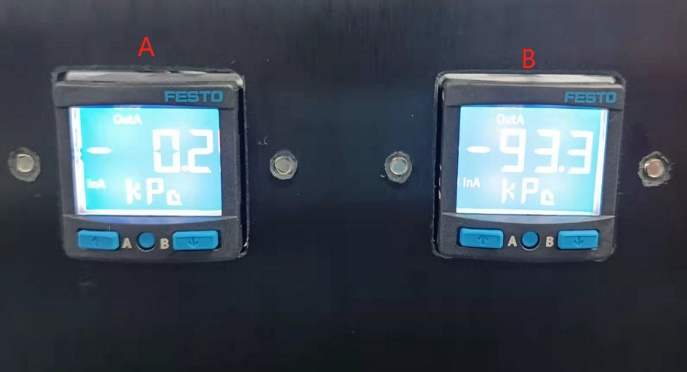 A
FESTO
OutA
- 0.2
InA
kPa
A B
B
FESTO
OutA
-93.3
InA
kPa
A B